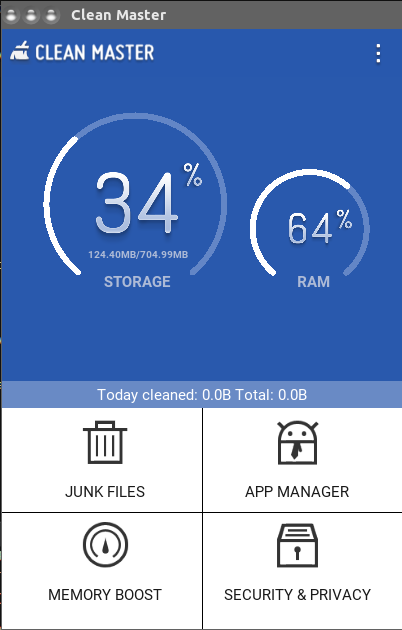 Clean Master
CLEAN MASTER
34%
124.40MB/704.99MB
STORAGE
64%
RAM
Today cleaned: 0.0B Total: 0.0B
JUNK FILES
APP MANAGER
MEMORY BOOST
SECURITY & PRIVACY